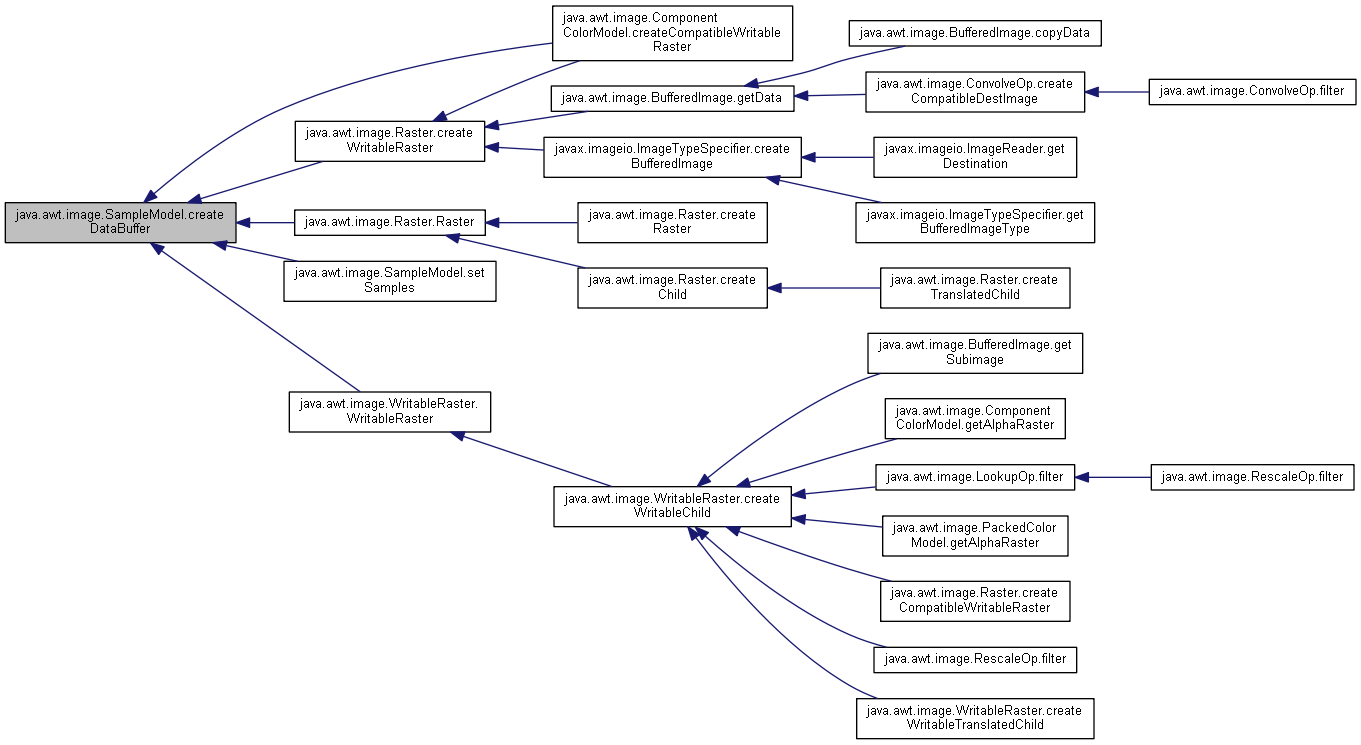 java.awt.image.SampleModel.create
DataBuffer
java.awt.image.Component
ColorModel.createCompatibleWritable
Raster
java.awt.image.Raster.create
WritableRaster
java.awt.image.BufferedImage.getData
java.awt.image.BufferedImage.copyData
java.awt.image.ConvolveOp.create
CompatibleDestImage
java.awt.image.ConvolveOp.filter
javax.imageio.ImageTypeSpecifier.create
BufferedImage
javax.imageio.ImageReader.get
Destination
javax.imageio.ImageTypeSpecifier.get
BufferedImageType
java.awt.image.Raster.Raster
java.awt.image.Raster.create
Raster
java.awt.image.Raster.create
Child
java.awt.image.Raster.create
TranslatedChild
java.awt.image.SampleModel.set
Samples
java.awt.image.WritableRaster.
WritableRaster
java.awt.image.WritableRaster.create
WritableChild
java.awt.image.BufferedImage.get
Subimage
java.awt.image.Component
ColorModel.getAlphaRaster
java.awt.image.LookupOp.filter
java.awt.image.RescaleOp.filter
java.awt.image.PackedColor
Model.getAlphaRaster
java.awt.image.Raster.create
CompatibleWritableRaster
java.awt.image.RescaleOp.filter
java.awt.image.WritableRaster.create
WritableTranslatedChild